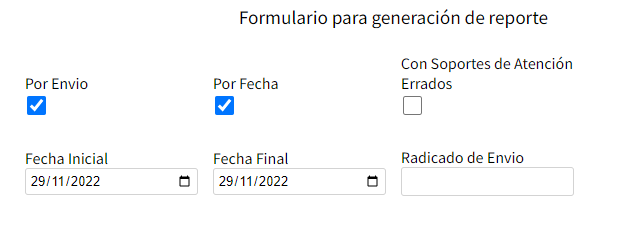 Formulario para generación de reporte
Por Envio
Por Fecha
Con Soportes de Atención
Errados
Fecha Inicial
Fecha Final
Radicado de Envio
29/11/2022
29/11/2022